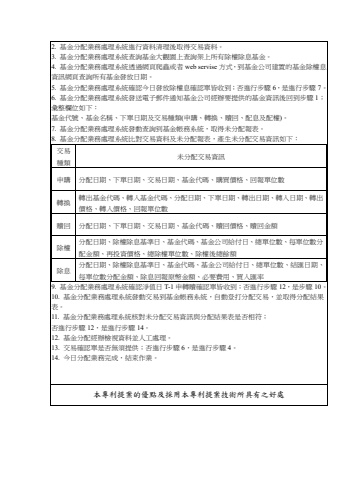 2. 基金分配業務處理系統進行資料清理後取得交易資料。
3. 基金分配業務處理系統查詢基金大觀園上查詢架上所有除權除息基金。
4. 基金分配業務處理系統透過網頁爬蟲或者 web servise 方式，到基金公司建置的基金除權息
資訊網頁查詢所有基金發放日期。
5. 基金分配業務處理系統確認今日發放除權息確認單皆收到：否進行步驟 6，是進行步驟 7。
6. 基金分配業務處理系統發送電子郵件通知基金公司經辦要提供的基金資訊後回到步驟 1：
彙整欄位如下：
基金代號、基金名稱、下單日期及交易種類(申購、轉換、贖回、配息及配權)。
7. 基金分配業務處理系統發動查詢到基金帳務系統，取得未分配報表。
8. 基金分配業務處理系統比對交易資料及未分配報表，產生未分配交易資訊如下：
交易
種類
未分配交易資訊
申購 分配日期、下單日期、交易日期、基金代碼、購買價格、回報單位數
轉換 轉出基金代碼、轉入基金代碼、分配日期、下單日期、轉出日期、轉入日期、轉出
價格、轉入價格、回報單位數
贖回 分配日期、下單日期、交易日期、基金代碼、贖回價格、贖回金額
除權 分配日期、除權除息基準日、基金代碼、基金公司給付日、總單位數、每單位數分
配金額、再投資價格、總除權單位數、除權後總餘額
除息 分配日期、除權除息基準日、基金代碼、基金公司給付日、總單位數、結匯日期、
每單位數分配金額、除息回報原幣金額、必要費用、買入匯率
9. 基金分配業務處理系統確認淨值日 T-1 申轉贖確認單皆收到：否進行步驟 12，是步驟 10。
10. 基金分配業務處理系統發交易到基金帳務系統，自動登打分配交易，並取得分配結果
表。
11. 基金分配業務處理系統核對未分配交易資訊與分配結果表是否相符：
否進行步驟 12，是進行步驟 14。
12. 基金分配經辦檢視資料並人工處理。
13. 交易確認單是否無須提供：否進行步驟 6，是進行步驟 4。
14. 今日分配業務完成，結束作業。
本專利提案的優點及採用本專利提案技術所具有之好處